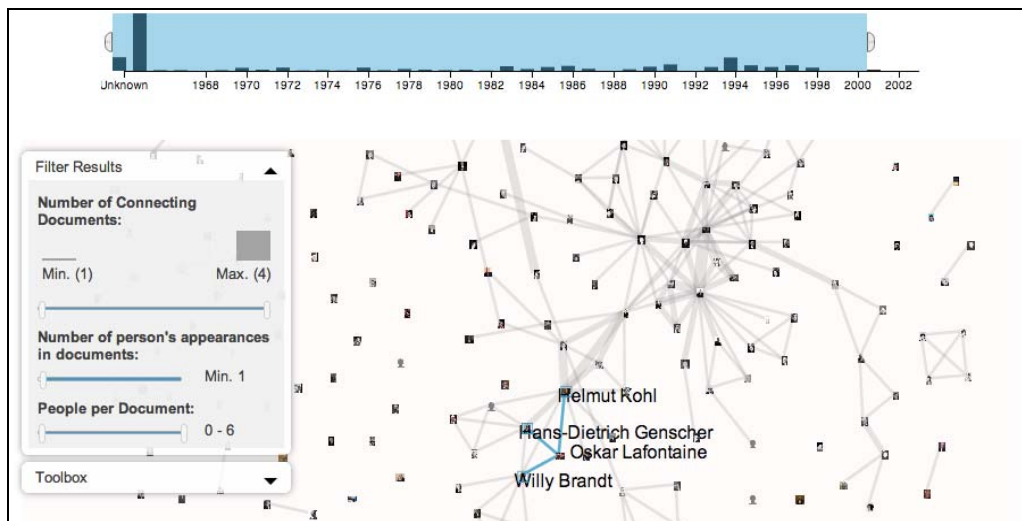 Unknown 1968 1970 1972 1974 1976 1978 1980 1982 1984 1986 1988 1990 1992 1994 1996 1998 2000 2002
Filter Results
Number of Connecting
Documents:
Min. (1) Max. (4)
Number of person's appearances
in documents:
Min. 1
People per Document:
0 - 6
Toolbox
Helmut Kohl
Hans-Dietrich Genscher
Oskar Lafontaine
Willy Brandt